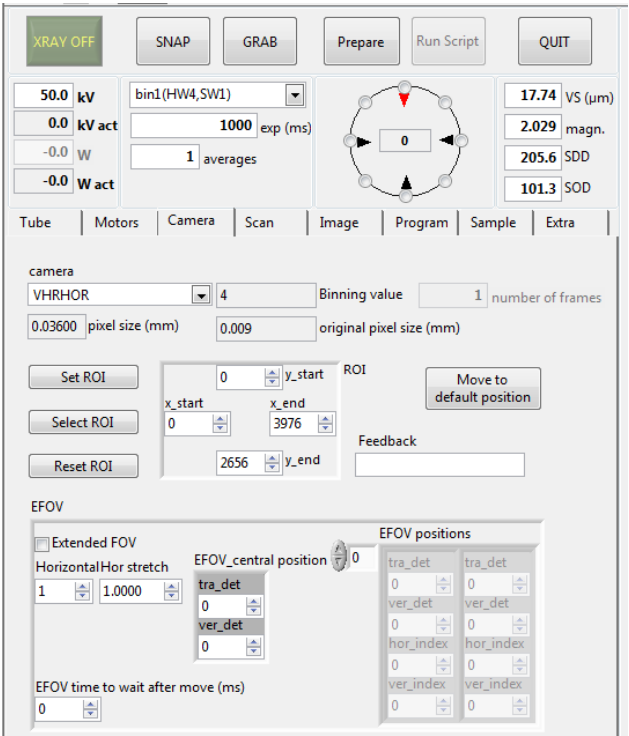 XRAY OFF SNAP GRAB Prepare Run Script QUIT
50.0 kV bin1(HW4,SW1) 17.74 VS (µm)
0.0 kV act 1000 exp (ms) 0 2.029 magn.
-0.0 W 1 averages 205.6 SDD
-0.0 W act 101.3 SOD
Tube Motors Camera Scan Image Program Sample Extra
camera
VHRHOR 4 Binning value 1 number of frames
0.03600 pixel size (mm) 0.009 original pixel size (mm)
Set ROI 0 y_start ROI Move to
default position
x_start x_end
Select ROI 0 3976
Feedback
Reset ROI 2656 y_end
EFOV
EFOV positions
Extended FOV
EFOV_central position 0
Horizontal Hor stretch tra_det tra_det tra_det
1 1.0000 0 0 0
ver_det ver_det ver_det
0 0 0
hor_index hor_index
0 0
EFOV time to wait after move (ms) ver_index ver_index
0 0 0